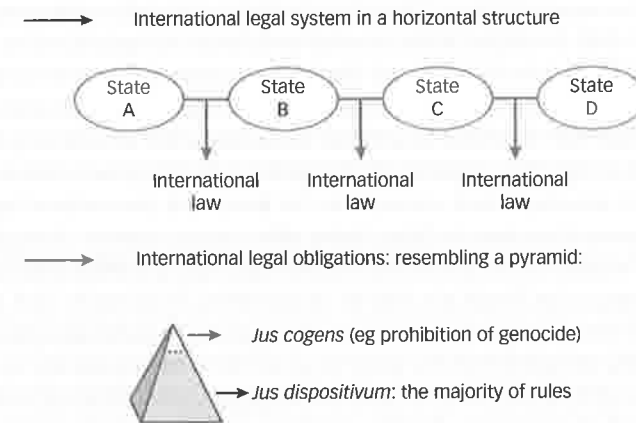 International legal system in a horizontal structure
State State State State
A B C D
International International International
law law law
International legal obligations: resembling a pyramid:
Jus cogens (eg prohibition of genocide)
...
Jus dispositivum: the majority of rules